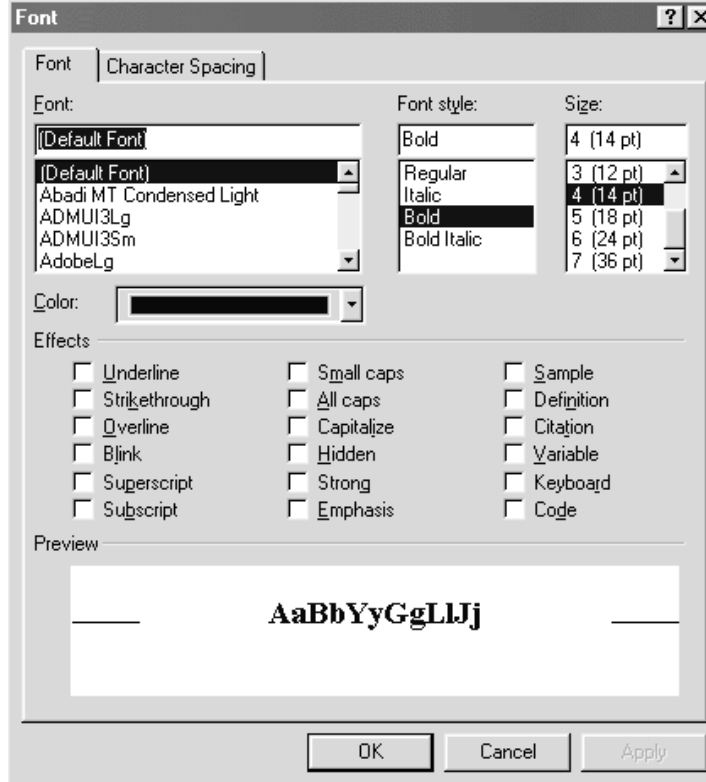 Font ? X
Font Character Spacing
Font: Font style: Size:
(Default Font) Bold 4 (14 pt)
(Default Font) Regular 3 (12 pt)
Abadi MT Condensed Light Italic 4 (14 pt)
ADMUI3Lg Bold 5 (18 pt)
ADMUI3Sm Bold Italic 6 (24 pt)
AdobeLg 7 (36 pt)
Color:
Effects
Underline Small caps Sample
Strikethrough All caps Definition
Overline Capitalize Citation
Blink Hidden Variable
Superscript Strong Keyboard
Subscript Emphasis Code
Preview
AaBbYyGgLlJj
OK Cancel Apply